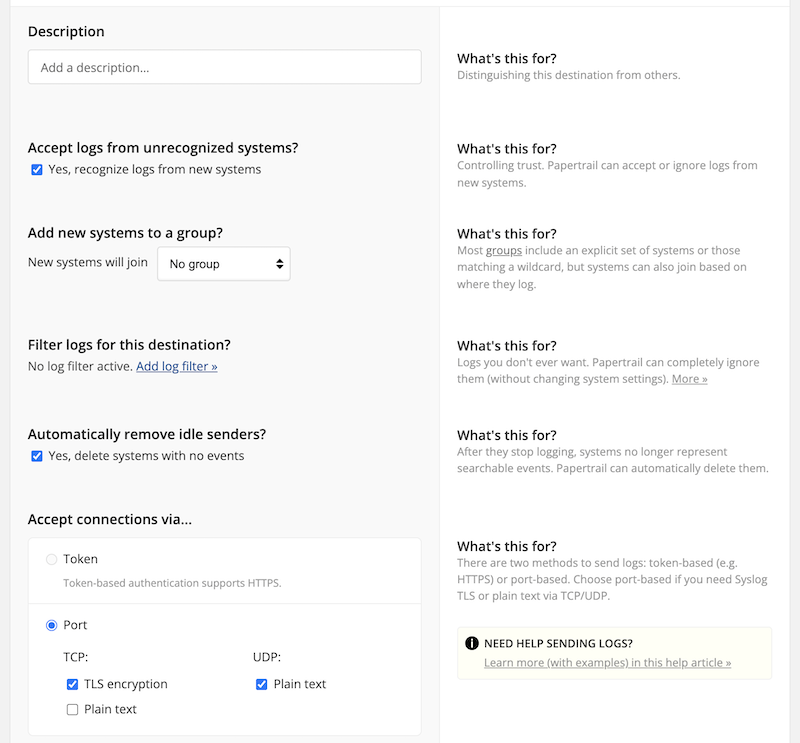 Description
Add a description...
What's this for?
Distinguishing this destination from others.
Accept logs from unrecognized systems?
Yes, recognize logs from new systems
What's this for?
Controlling trust. Papertrail can accept or ignore logs from
new systems.
Add new systems to a group?
New systems will join
No group
What's this for?
Most groups include an explicit set of systems or those
matching a wildcard, but systems can also join based on
where they log.
Filter logs for this destination?
No log filter active. Add log filter »
What's this for?
Logs you don't ever want. Papertrail can completely ignore
them (without changing system settings). More »
Automatically remove idle senders?
Yes, delete systems with no events
What's this for?
After they stop logging, systems no longer represent
searchable events. Papertrail can automatically delete them.
Accept connections via...
Token
Token-based authentication supports HTTPS.
Port
TCP:
UDP:
TLS encryption
Plain text
Plain text
What's this for?
There are two methods to send logs: token-based (e.g.
HTTPS) or port-based. Choose port-based if you need Syslog
TLS or plain text via TCP/UDP.
NEED HELP SENDING LOGS?
Learn more (with examples) in this help article »